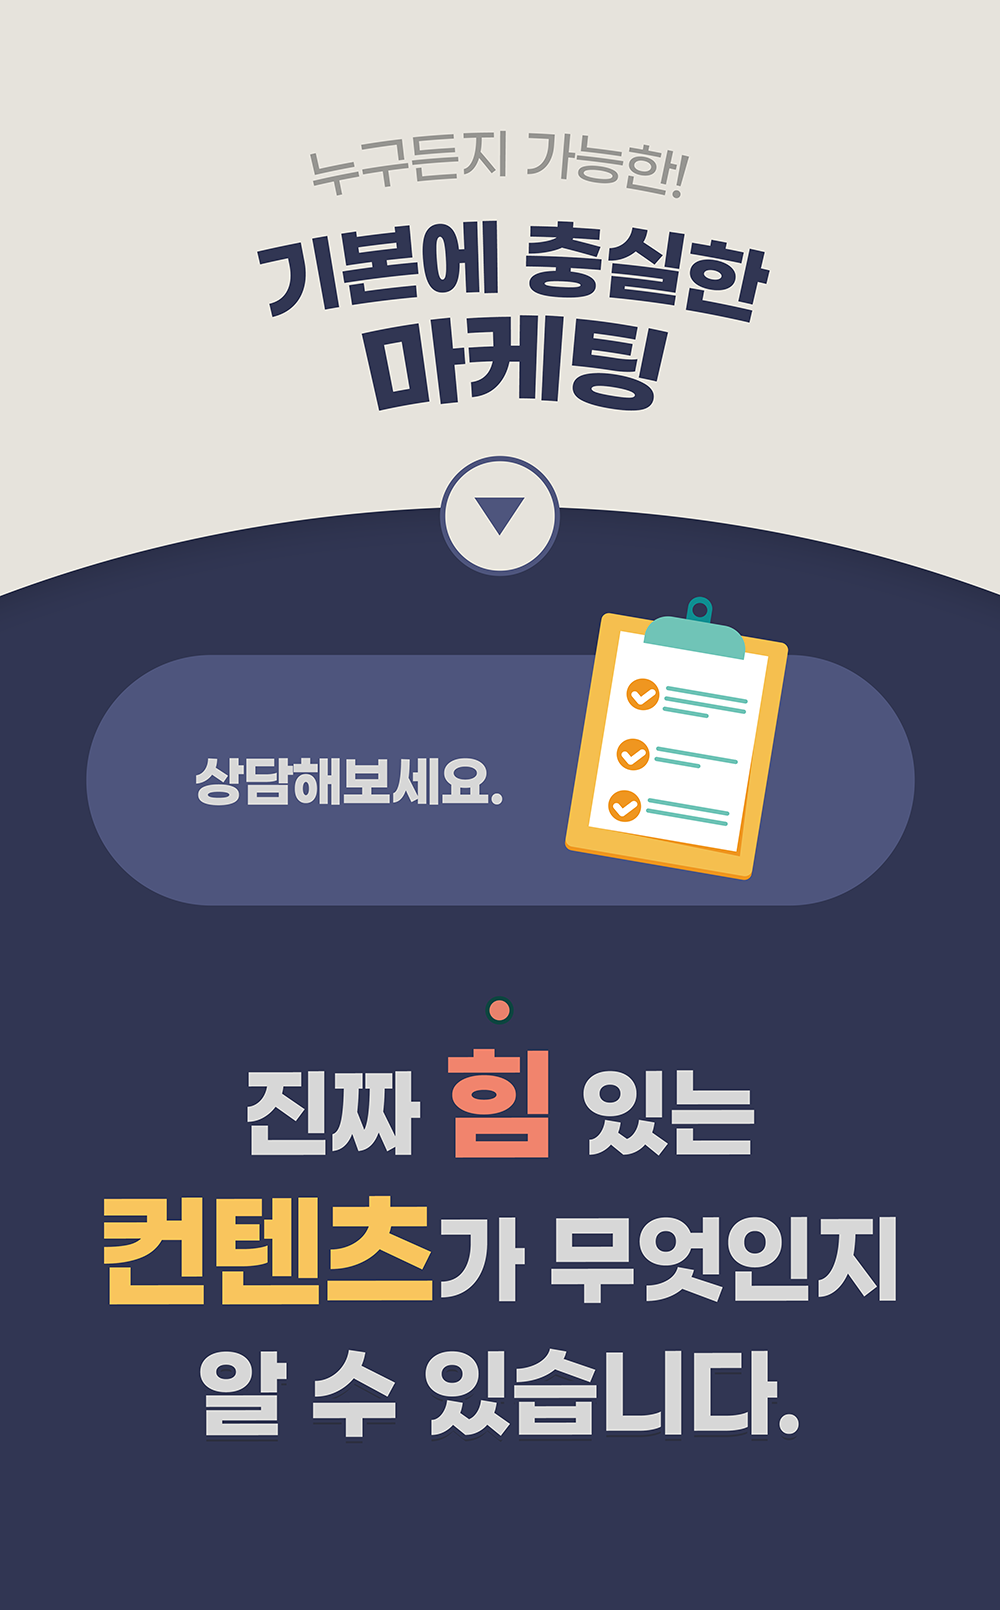 누구든지 가능한!
기본에 충실한
마케팅
상담해보세요.
진짜 힘 있는
컨텐츠가 무엇인지
알 수 있습니다.